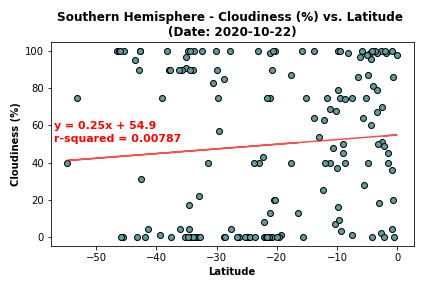 Southern Hemisphere - Cloudiness (%) vs. Latitude
(Date: 2020-10-22)
Cloudiness (%)
100
80
60
40
20
0
y = 0.25x + 54.9
r-squared = 0.00787
−50
−40
−30
−20
−10
0
Latitude